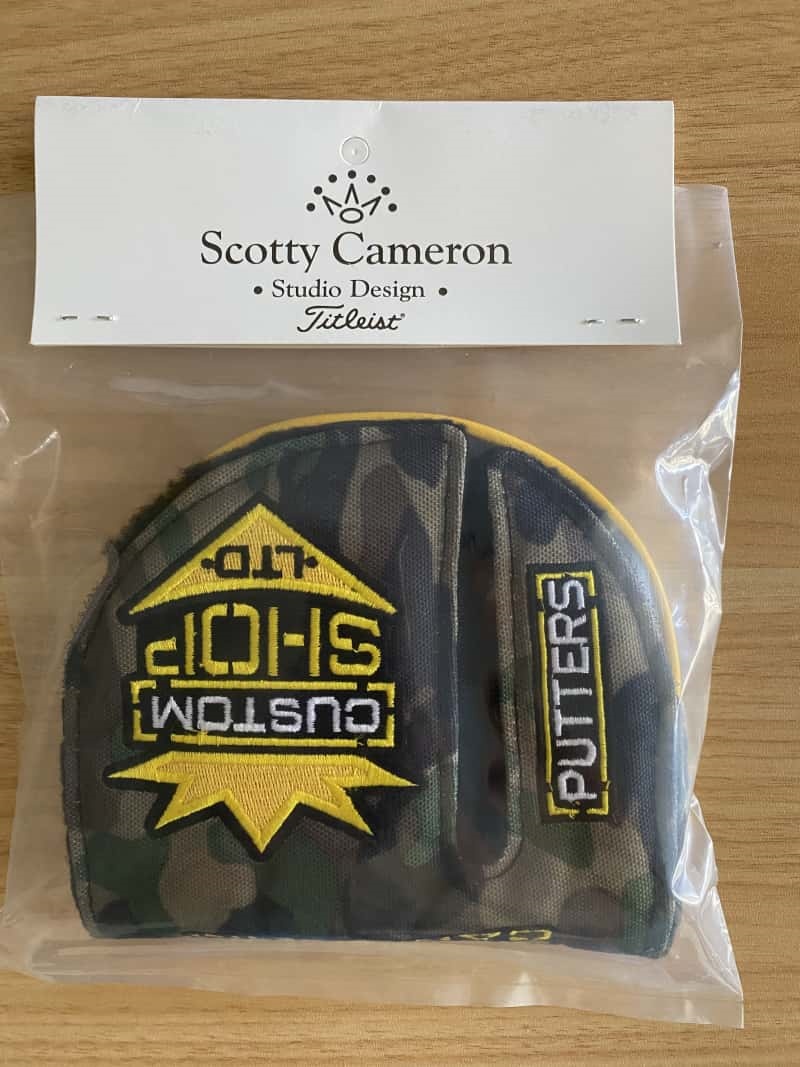 Scotty Cameron
• Studio Design •
Titleist®
CUSTOM
SHOP
·LTD·
PUTTERS